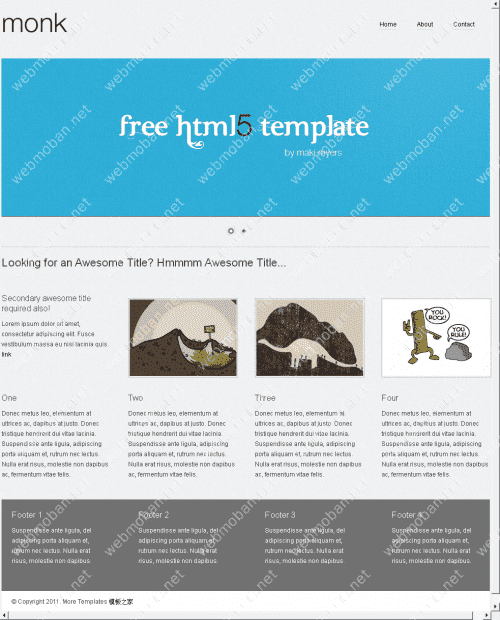 monk
Home About Contact
free html5 template
by maki myers
Looking for an Awesome Title? Hmmmm Awesome Title...
Secondary awesome title
required also!
Lorem ipsum dolor sit amet,
consectetur adipiscing elit. Fusce
vestibulum massa eu nisi lacinia quis
link
YOU
ROCK!
YOU
RULE!
One
Donec metus leo, elementum at
ultrices ac, dapibus at justo. Donec
tristique hendrerit dui vitae lacinia.
Suspendisse ante ligula, adipiscing
porta aliquam et, rutrum nec lectus.
Nulla erat risus, molestie non dapibus
ac, fermentum vitae felis.
Two
Donec metus leo, elementum at
ultrices ac, dapibus at justo. Donec
tristique hendrerit dui vitae lacinia.
Suspendisse ante ligula, adipiscing
porta aliquam et, rutrum nec lectus.
Nulla erat risus, molestie non dapibus
ac, fermentum vitae felis.
Three
Donec metus leo, elementum at
ultrices ac, dapibus at justo. Donec
tristique hendrerit dui vitae lacinia.
Suspendisse ante ligula, adipiscing
porta aliquam et, rutrum nec lectus.
Nulla erat risus, molestie non dapibus
ac, fermentum vitae felis.
Four
Donec metus leo, elementum at
ultrices ac, dapibus at justo. Donec
tristique hendrerit dui vitae lacinia.
Suspendisse ante ligula, adipiscing
porta aliquam et, rutrum nec lectus.
Nulla erat risus, molestie non dapibus
ac, fermentum vitae felis.
Footer 1
Suspendisse ante ligula, del
adipiscing porta aliquam et,
rutrum nec lectus. Nulla erat
risus, molestie non dapibus.
Footer 2
Suspendisse ante ligula, del
adipiscing porta aliquam et,
rutrum nec lectus. Nulla erat
risus, molestie non dapibus.
Footer 3
Suspendisse ante ligula, del
adipiscing porta aliquam et,
rutrum nec lectus. Nulla erat
risus, molestie non dapibus.
Footer 4
Suspendisse ante ligula, del
adipiscing porta aliquam et,
rutrum nec lectus. Nulla erat
risus, molestie non dapibus.
© Copyright 2011. More Templates 模板之家
webmoban.net